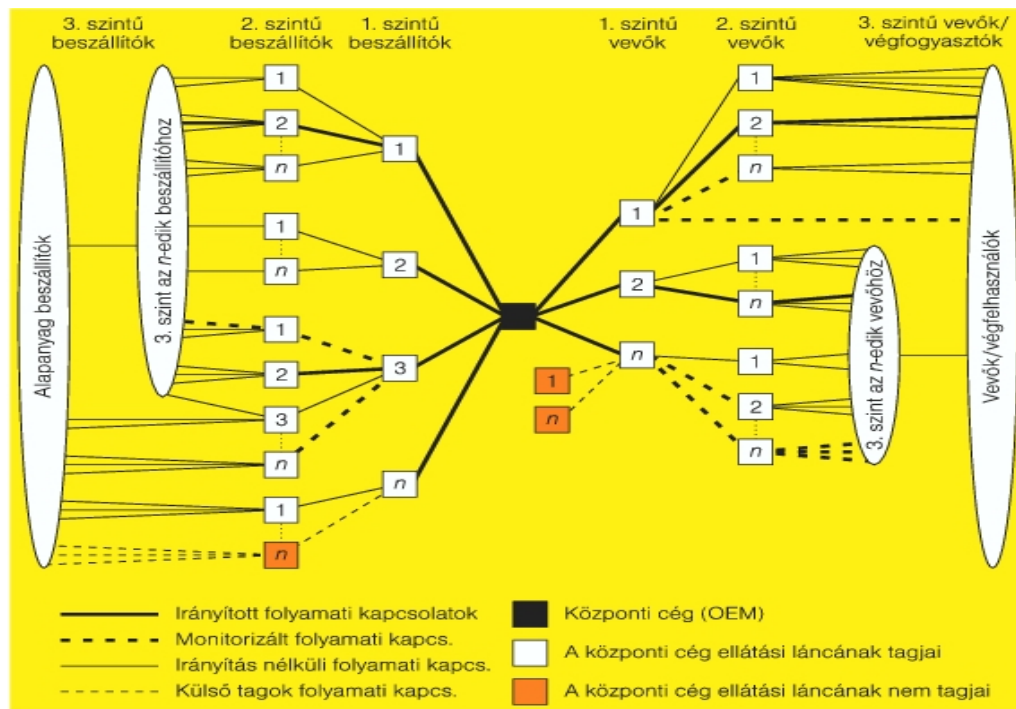 3. szintű
beszállítók
2. szintű
beszállítók
1. szintű
beszállítók
1. szintű
vevők
2. szintű
vevők
3. szintű vevők/
végfogyasztók
Alapanyag beszállítók
3. szint az n-edik beszállítóhoz
1
2
n
1
n
1
2
3
n
1
n
1
2
3
n
1
n
1
2
n
1
2
n
1
n
1
2
n
3. szint az n-edik vevőhöz
Vevők/végfelhasználók
Irányított folyamati kapcsolatok
Monitorizált folyamati kapcs.
Irányítás nélküli folyamati kapcs.
Külső tagok folyamati kapcs.
Központi cég (OEM)
A központi cég ellátási láncának tagjai
A központi cég ellátási láncának nem tagjai